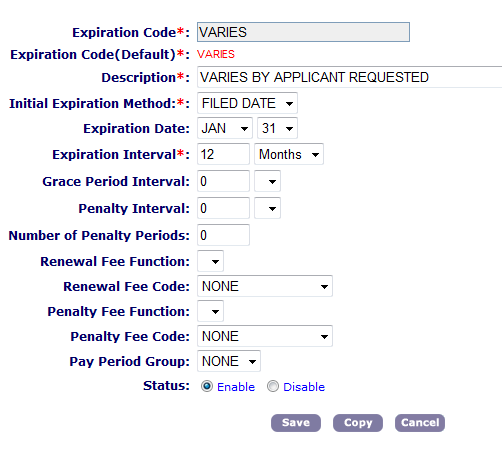 Expiration Code*: VARIES
Expiration Code(Default)*: VARIES
Description*: VARIES BY APPLICANT REQUESTED
Initial Expiration Method:*: FILED DATE
Expiration Date: JAN 31
Expiration Interval*: 12 Months
Grace Period Interval: 0
Penalty Interval: 0
Number of Penalty Periods: 0
Renewal Fee Function:
Renewal Fee Code: NONE
Penalty Fee Function:
Penalty Fee Code: NONE
Pay Period Group: NONE
Status: Enable Disable
Save Copy Cancel